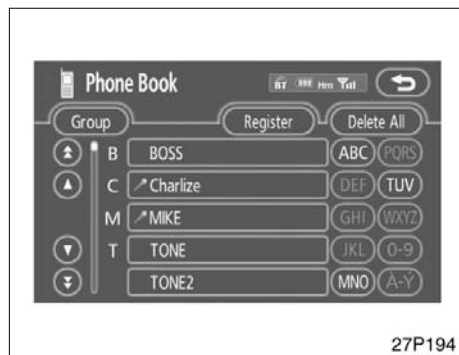 Phone Book BT Hm
Group Register Delete All
B BOSS ABC PQRS
C Charlize DEF TUV
M MIKE GHI WXYZ
T TONE JKL 0-9
TONE2 MNO À-Ý
27P194